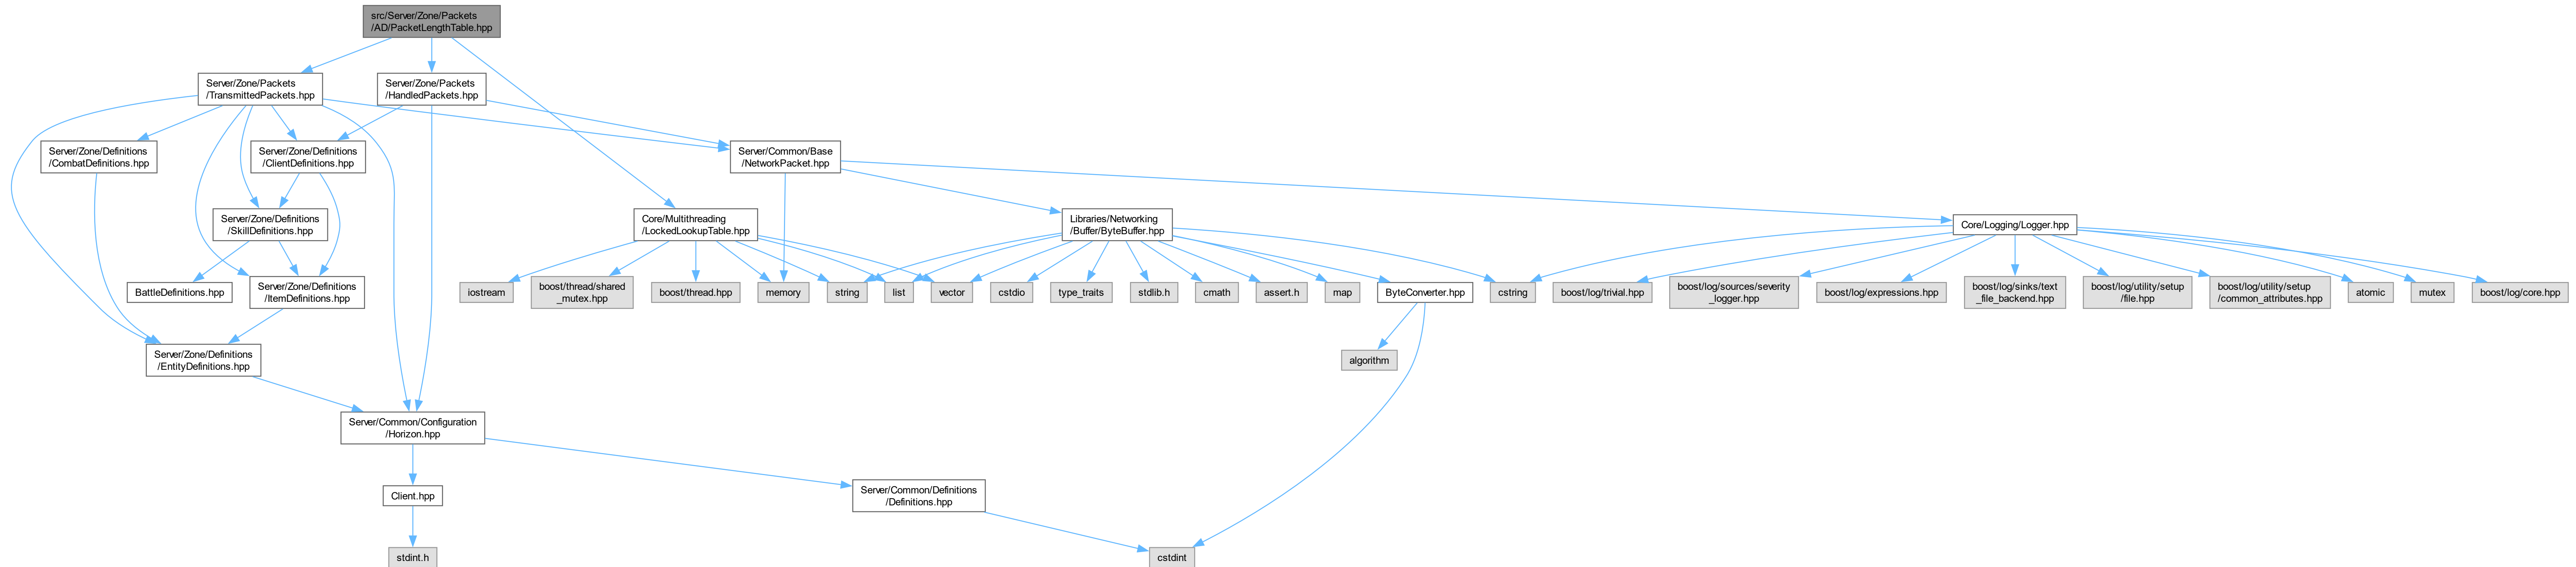 src/Server/Zone/Packets
/AD/PacketLengthTable.hpp
Server/Zone/Packets
/TransmittedPackets.hpp
Server/Zone/Packets
/HandledPackets.hpp
Server/Zone/Definitions
/CombatDefinitions.hpp
Server/Zone/Definitions
/ClientDefinitions.hpp
Server/Common/Base
/NetworkPacket.hpp
Server/Zone/Definitions
/SkillDefinitions.hpp
Core/Multithreading
/LockedLookupTable.hpp
Libraries/Networking
/Buffer/ByteBuffer.hpp
Core/Logging/Logger.hpp
BattleDefinitions.hpp
Server/Zone/Definitions
/ItemDefinitions.hpp
iostream
boost/thread/shared
_mutex.hpp
boost/thread.hpp
memory
string
list
vector
cstdio
type_traits
stdlib.h
cmath
assert.h
map
ByteConverter.hpp
cstring
boost/log/trivial.hpp
boost/log/sources/severity
_logger.hpp
boost/log/expressions.hpp
boost/log/sinks/text
_file_backend.hpp
boost/log/utility/setup
/file.hpp
boost/log/utility/setup
/common_attributes.hpp
atomic
mutex
boost/log/core.hpp
Server/Zone/Definitions
/EntityDefinitions.hpp
algorithm
Server/Common/Configuration
/Horizon.hpp
Client.hpp
Server/Common/Definitions
/Definitions.hpp
stdint.h
cstdint